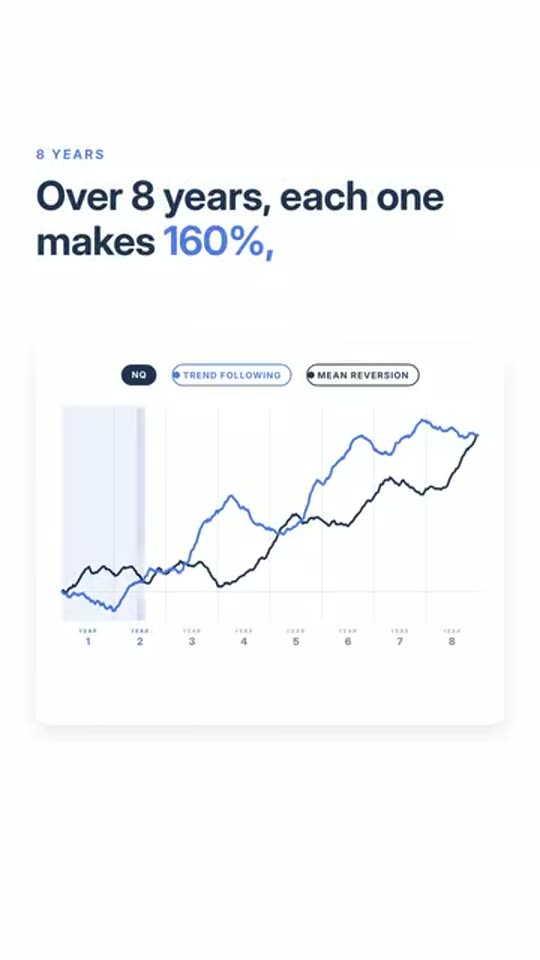 8 YEARS
Over 8 years, each one
makes 160%,
NQ
TREND FOLLOWING
MEAN REVERSION
YEAR YEAR YEAR YEAR YEAR YEAR YEAR YEAR
1 2 3 4 5 6 7 8